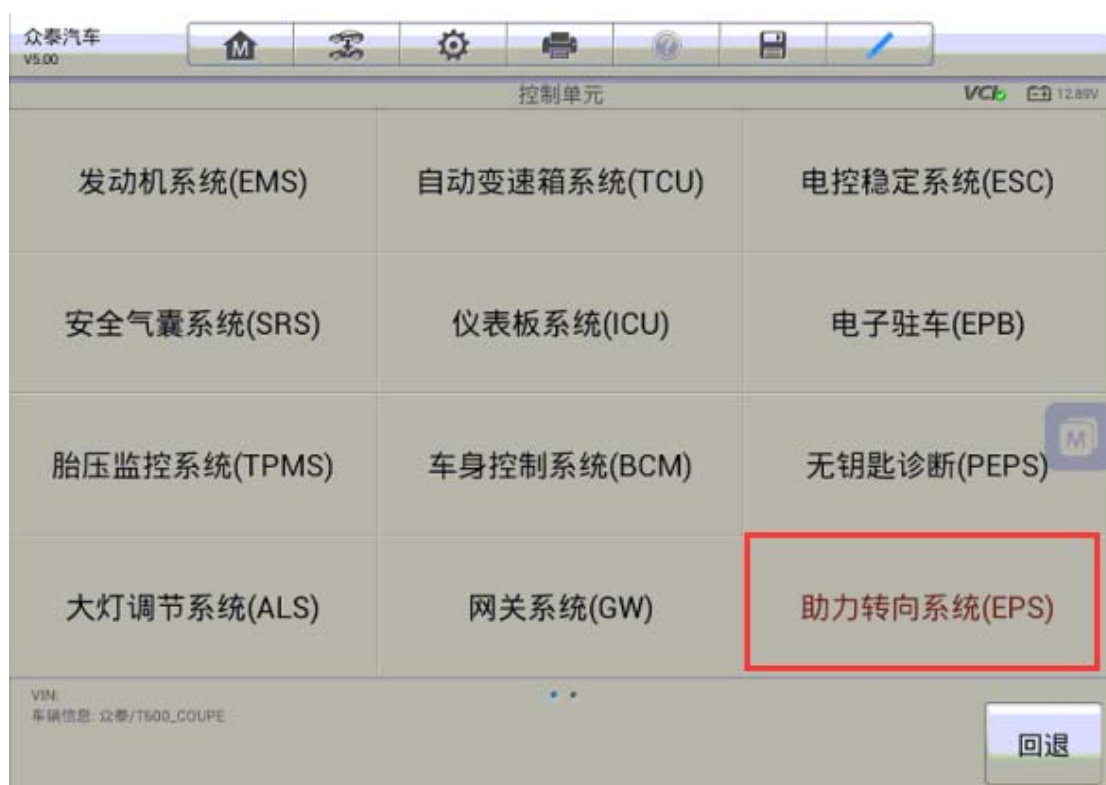 众泰汽车
V5.00
M
控制单元
VCI 12.89V
发动机系统(EMS) 自动变速箱系统(TCU) 电控稳定系统(ESC)
安全气囊系统(SRS) 仪表板系统(ICU) 电子驻车(EPB)
M
胎压监控系统(TPMS) 车身控制系统(BCM) 无钥匙诊断(PEPS)
大灯调节系统(ALS) 网关系统(GW) 助力转向系统(EPS)
VIN:
车辆信息: 众泰/T600_COUPE
回退